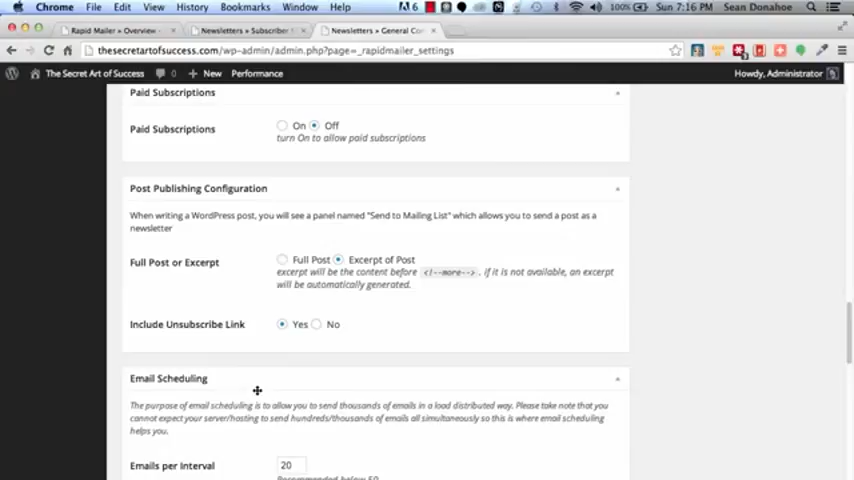 Chrome File Edit View History Bookmarks Window Help 6 100% Sun 7:16 PM Sean Donahoe
Rapid Mailer » Overview Newsletters » Subscriber Newsletters » General Co
thesecretartofsuccess.com/wp-admin/admin.php?page=_rapidmailer_settings
The Secret Art of Success 0 + New Performance Howdy, Administrator
Paid Subscriptions
Paid Subscriptions On Off
turn On to allow paid subscriptions
Post Publishing Configuration
When writing a WordPress post, you will see a panel named "Send to Mailing List" which allows you to send a post as a
newsletter
Full Post or Excerpt Full Post Excerpt of Post
excerpt will be the content before <!--more--> . if it is not available, an excerpt
will be automatically generated.
Include Unsubscribe Link Yes No
Email Scheduling
The purpose of email scheduling is to allow you to send thousands of emails in a load distributed way. Please take note that you
cannot expect your server/hosting to send hundreds/thousands of emails all simultaneously so this is where email scheduling
helps you.
Emails per Interval 20
Recommended below 50